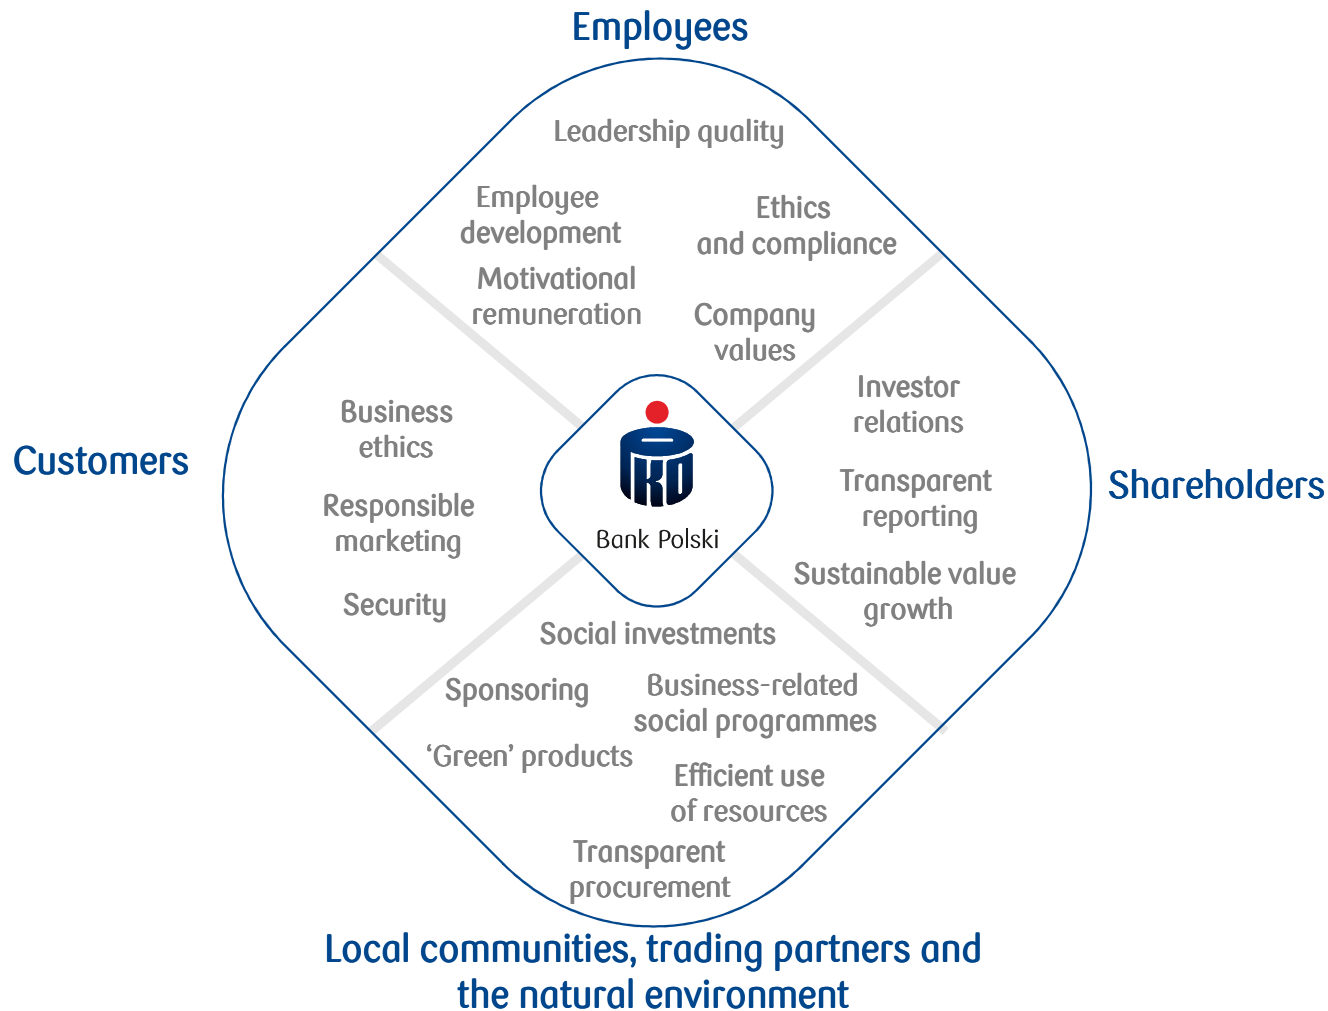 Employees
Leadership quality
Employee
development
Motivational
remuneration
Ethics
and compliance
Company
values
Customers
Business
ethics
Responsible
marketing
Security
PKO
Bank Polski
Investor
relations
Transparent
reporting
Sustainable value
growth
Shareholders
Social investments
Sponsoring
Business-related
social programmes
‘Green’ products
Efficient use
of resources
Transparent
procurement
Local communities, trading partners and
the natural environment